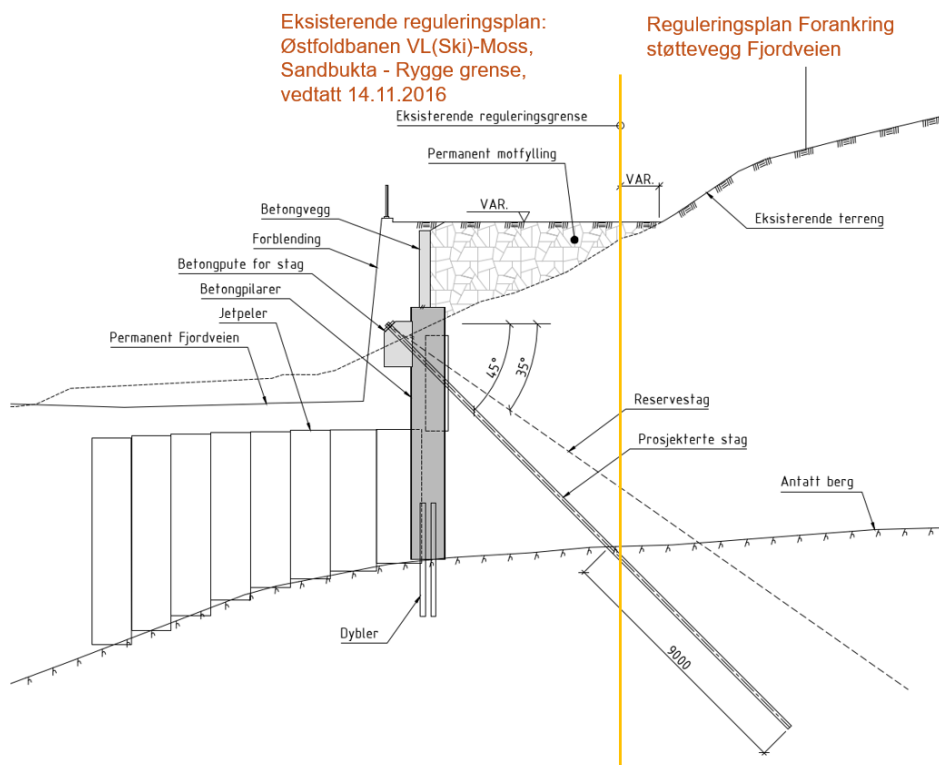 Eksisterende reguleringsplan:
Østfoldbanen VL(Ski)-Moss,
Sandbukta - Rygge grense,
vedtatt 14.11.2016
Reguleringsplan Forankring
støttevegg Fjordveien
Eksisterende reguleringsgrense
Permanent motfylling
VAR.
VAR.
Betongvegg
Eksisterende terreng
Forblending
Betongpute for stag
Betongpilarer
Jetpeler
Permanent Fjordveien
45°
35°
Reservestag
Prosjekterte stag
Antatt berg
Dybler
9000